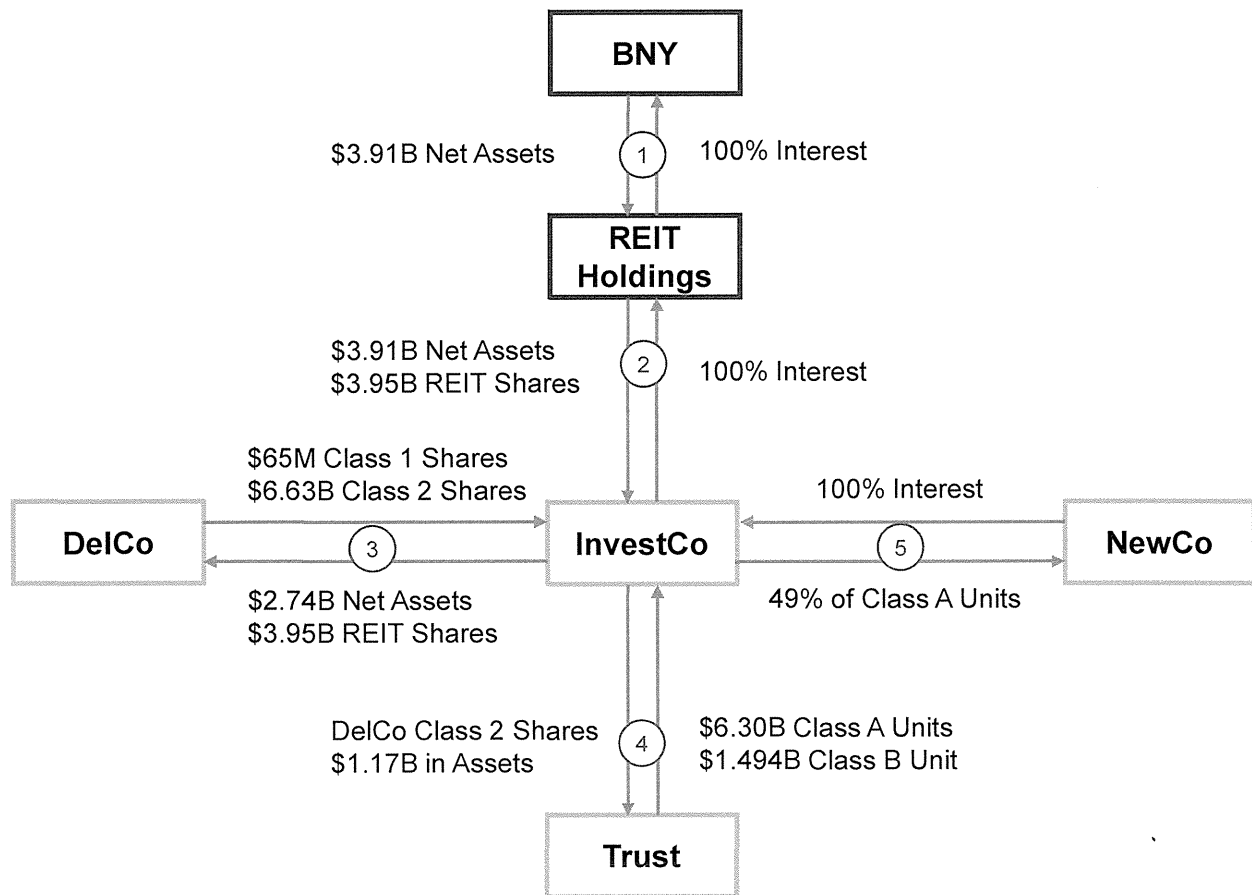 BNY
$3.91B Net Assets
1
100% Interest
REIT
Holdings
$3.91B Net Assets
$3.95B REIT Shares
2
100% Interest
$65M Class 1 Shares
$6.63B Class 2 Shares
100% Interest
DelCo
3
InvestCo
5
NewCo
$2.74B Net Assets
$3.95B REIT Shares
49% of Class A Units
DelCo Class 2 Shares
$1.17B in Assets
4
$6.30B Class A Units
$1.494B Class B Unit
Trust